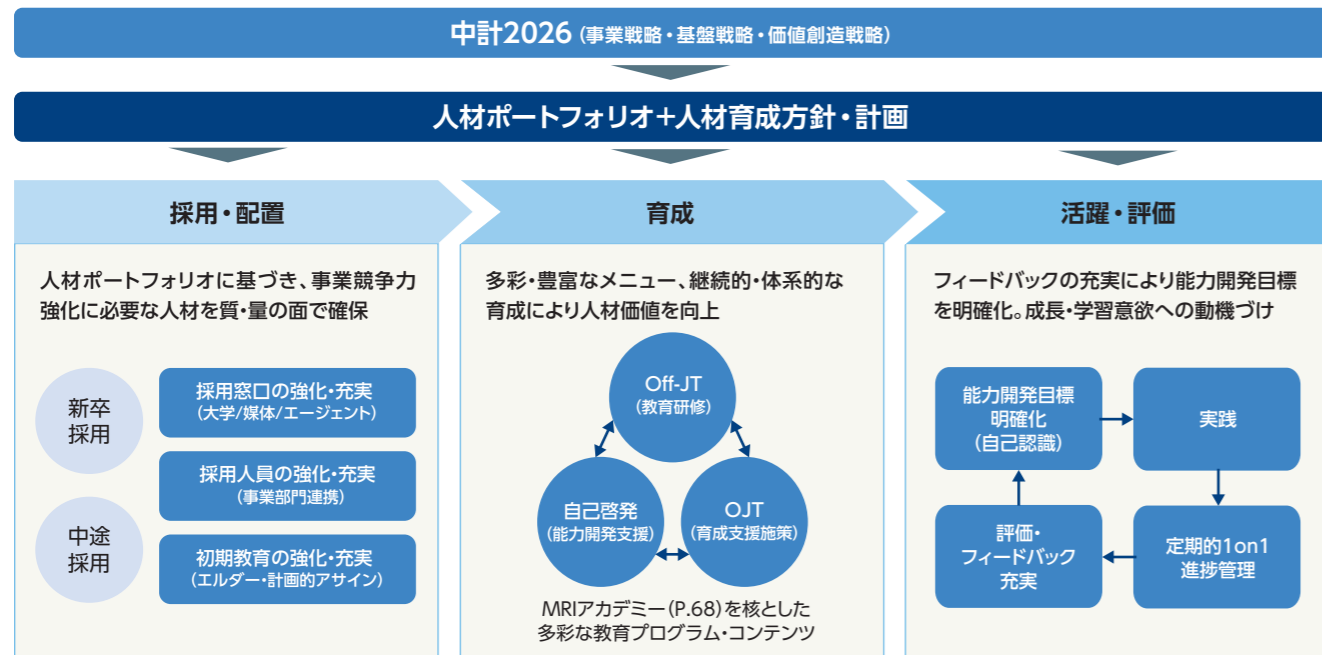 中計2026（事業戦略・基盤戦略・価値創造戦略）
人材ポートフォリオ＋人材育成方針・計画
採用・配置
人材ポートフォリオに基づき、事業競争力
強化に必要な人材を質・量の面で確保
新卒
採用
中途
採用
採用窓口の強化・充実
（大学/媒体/エージェント）
採用人員の強化・充実
（事業部門連携）
初期教育の強化・充実
（エルダー・計画的アサイン）
育成
多彩・豊富なメニュー、継続的・体系的な
育成により人材価値を向上
Off-JT
（教育研修）
自己啓発
（能力開発支援）
OJT
（育成支援施策）
MRIアカデミー（P.68）を核とした
多彩な教育プログラム・コンテンツ
活躍・評価
フィードバックの充実により能力開発目標
を明確化。成長・学習意欲への動機づけ
能力開発目標
明確化
（自己認識）
実践
定期的1on1
進捗管理
評価・
フィードバック
充実